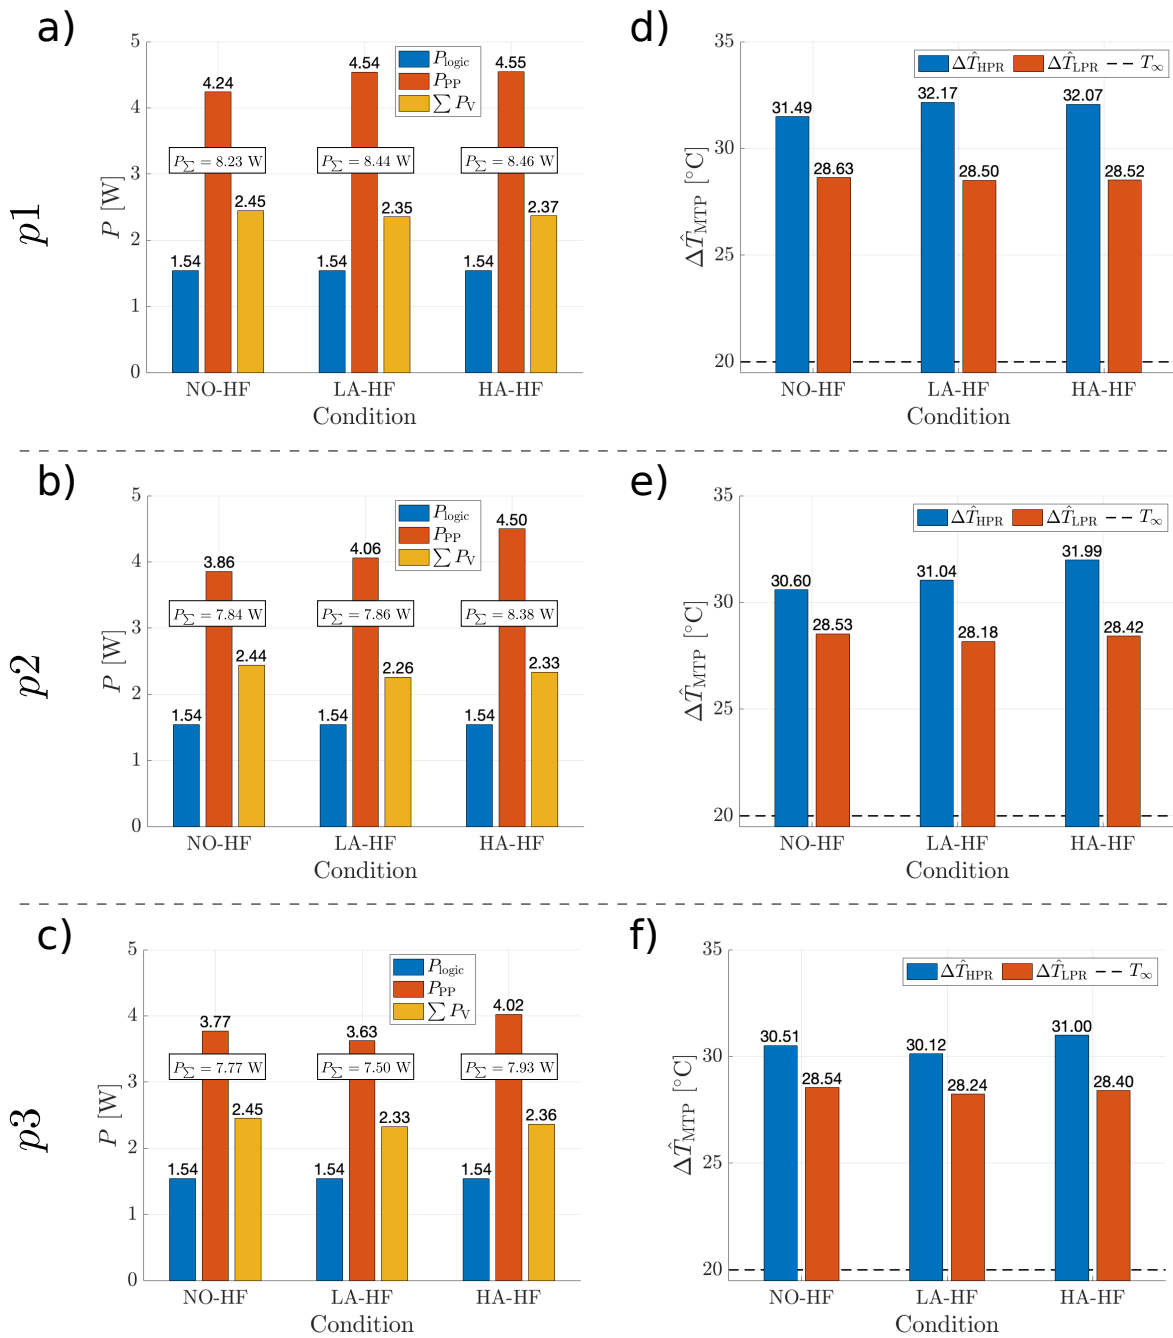 a)
P_logic
P_PP
∑ P_V
5
4
3
2
1
0
P [W]
4.24
4.54
4.55
P_∑ = 8.23 W
P_∑ = 8.44 W
P_∑ = 8.46 W
2.45
2.35
2.37
1.54
1.54
1.54
NO-HF LA-HF HA-HF
Condition
p1
d)
ΔT̂_HPR ΔT̂_LPR T_∞
35
30
25
20
ΔT̂_MTP [°C]
31.49
32.17
32.07
28.63
28.50
28.52
NO-HF LA-HF HA-HF
Condition
b)
P_logic
P_PP
∑ P_V
5
4
3
2
1
0
P [W]
3.86
4.06
4.50
P_∑ = 7.84 W
P_∑ = 7.86 W
P_∑ = 8.38 W
2.44
2.26
2.33
1.54
1.54
1.54
NO-HF LA-HF HA-HF
Condition
p2
e)
ΔT̂_HPR ΔT̂_LPR T_∞
35
30
25
20
ΔT̂_MTP [°C]
30.60
31.04
31.99
28.53
28.18
28.42
NO-HF LA-HF HA-HF
Condition
c)
P_logic
P_PP
∑ P_V
5
4
3
2
1
0
P [W]
3.77
3.63
4.02
P_∑ = 7.77 W
P_∑ = 7.50 W
P_∑ = 7.93 W
2.45
2.33
2.36
1.54
1.54
1.54
NO-HF LA-HF HA-HF
Condition
p3
f)
ΔT̂_HPR ΔT̂_LPR T_∞
35
30
25
20
ΔT̂_MTP [°C]
30.51
30.12
31.00
28.54
28.24
28.40
NO-HF LA-HF HA-HF
Condition